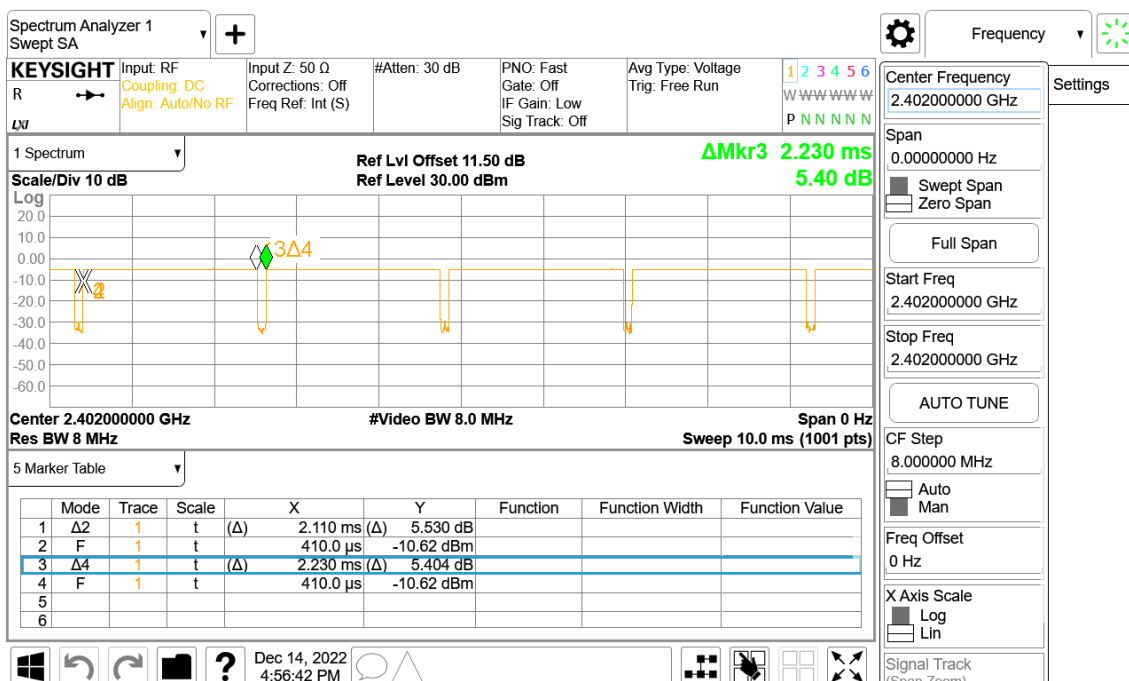 Spectrum Analyzer 1
Swept SA
Frequency
KEYSIGHT
R
LXI
Input: RF
Coupling: DC
Align: Auto/No RF
Input Z: 50 Ω
Corrections: Off
Freq Ref: Int (S)
#Atten: 30 dB
PNO: Fast
Gate: Off
IF Gain: Low
Sig Track: Off
Avg Type: Voltage
Trig: Free Run
1 2 3 4 5 6
W W W W W W
P N N N N N
1 Spectrum
Scale/Div 10 dB
Ref Lvl Offset 11.50 dB
Ref Level 30.00 dBm
ΔMkr3 2.230 ms
5.40 dB
Log
20.0
10.0
0.00
-10.0
-20.0
-30.0
-40.0
-50.0
-60.0
3Δ4
2
Center 2.402000000 GHz
#Video BW 8.0 MHz
Span 0 Hz
Res BW 8 MHz
Sweep 10.0 ms (1001 pts)
5 Marker Table
Mode Trace Scale X Y Function Function Width Function Value
1 Δ2 1 t (Δ) 2.110 ms (Δ) 5.530 dB
2 F 1 t 410.0 µs -10.62 dBm
3 Δ4 1 t (Δ) 2.230 ms (Δ) 5.404 dB
4 F 1 t 410.0 µs -10.62 dBm
5
6
Dec 14, 2022
4:56:42 PM
Center Frequency
2.402000000 GHz
Settings
Span
0.00000000 Hz
Swept Span
Zero Span
Full Span
Start Freq
2.402000000 GHz
Stop Freq
2.402000000 GHz
AUTO TUNE
CF Step
8.000000 MHz
Auto
Man
Freq Offset
0 Hz
X Axis Scale
Log
Lin
Signal Track
(Span Zoom)